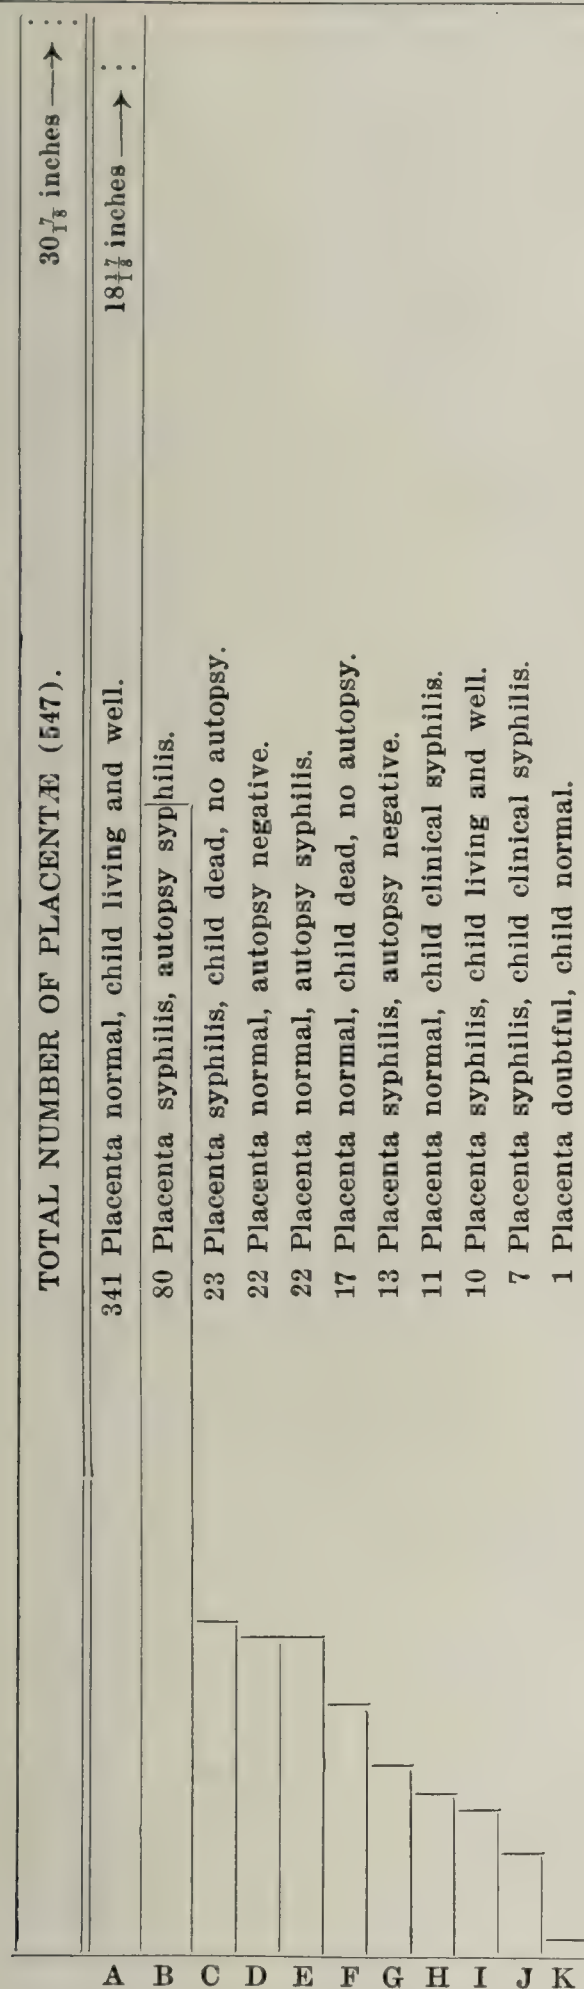 TOTAL NUMBER OF PLACENTÆ (547). 30 7/18 inches ⟶ ....
A 341 Placenta normal, child living and well. 18 17/18 inches ⟶ ...
B 80 Placenta syphilis, autopsy syphilis.
C 23 Placenta syphilis, child dead, no autopsy.
D 22 Placenta normal, autopsy negative.
E 22 Placenta normal, autopsy syphilis.
F 17 Placenta normal, child dead, no autopsy.
G 13 Placenta syphilis, autopsy negative.
H 11 Placenta normal, child clinical syphilis.
I 10 Placenta syphilis, child living and well.
J 7 Placenta syphilis, child clinical syphilis.
K 1 Placenta doubtful, child normal.